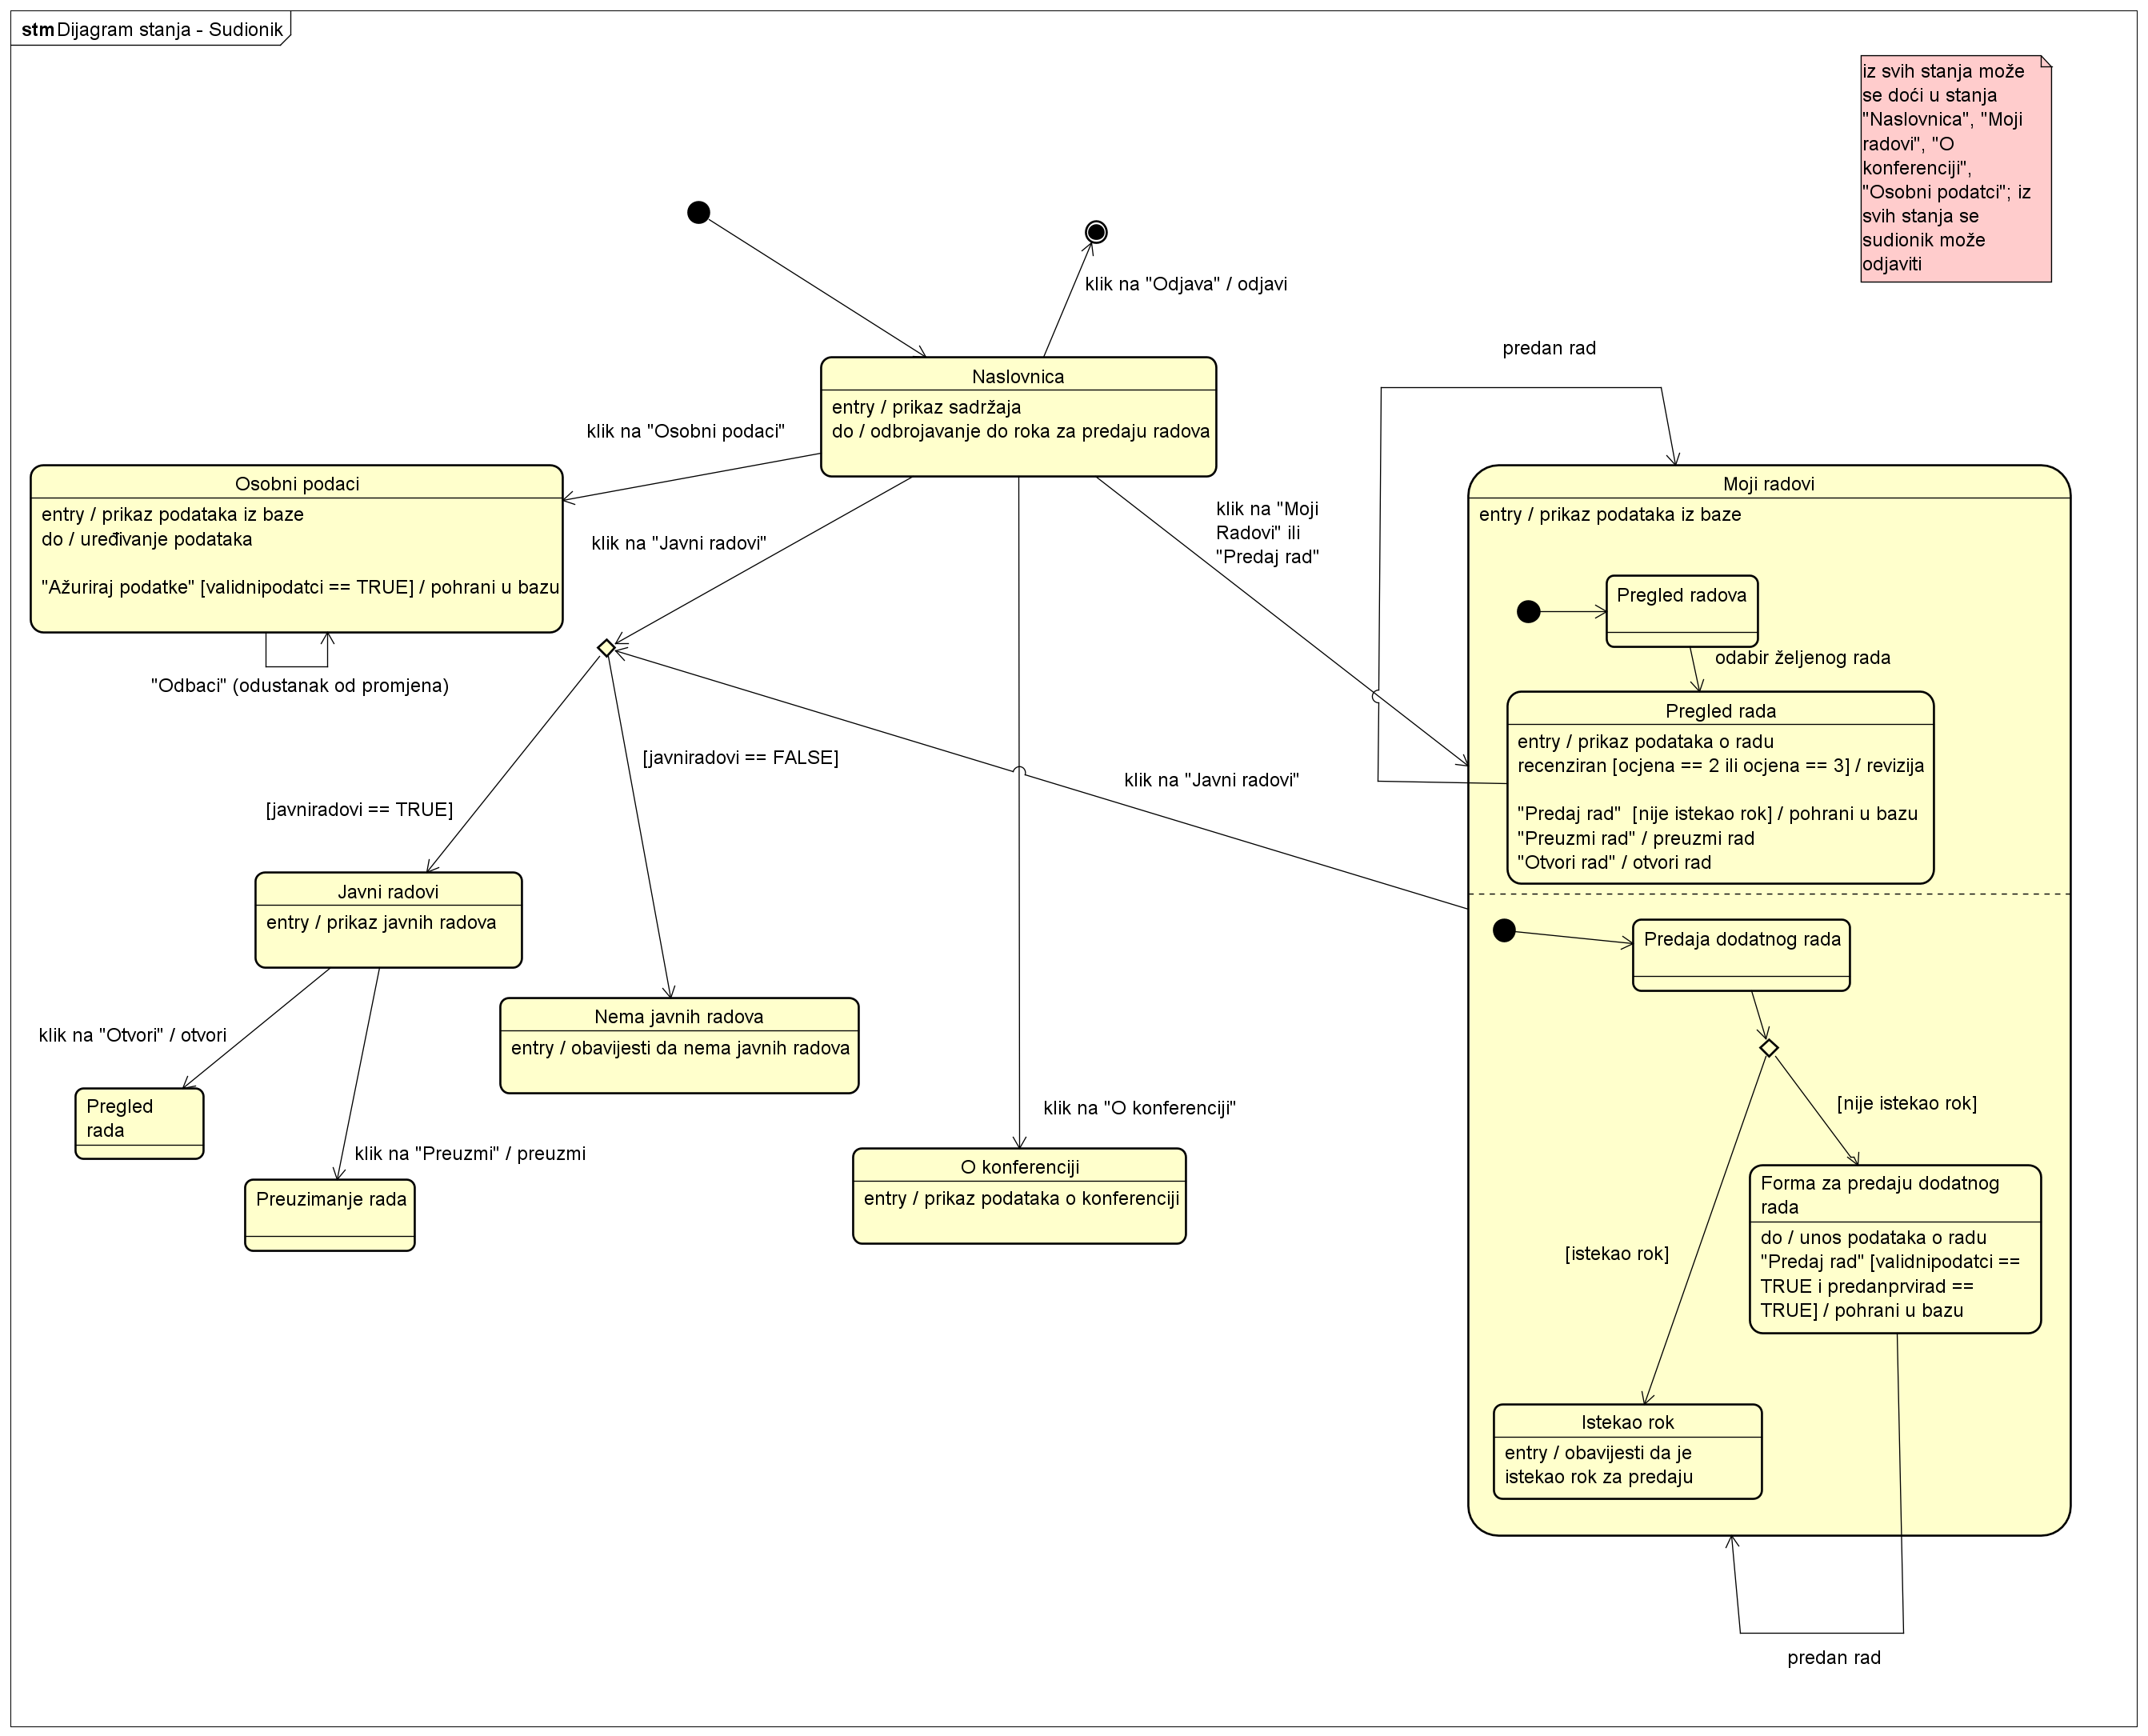 stm Dijagram stanja - Sudionik
iz svih stanja može
se doći u stanja
"Naslovnica", "Moji
radovi", "O
konferenciji",
"Osobni podatci"; iz
svih stanja se
sudionik može
odjaviti
klik na "Odjava" / odjavi
predan rad
Naslovnica
entry / prikaz sadržaja
do / odbrojavanje do roka za predaju radova
klik na "Osobni podaci"
Osobni podaci
entry / prikaz podataka iz baze
do / uređivanje podataka
"Ažuriraj podatke" [validnipodatci == TRUE] / pohrani u bazu
"Odbaci" (odustanak od promjena)
klik na "Javni radovi"
klik na "Moji
Radovi" ili
"Predaj rad"
Moji radovi
entry / prikaz podataka iz baze
Pregled radova
odabir željenog rada
Pregled rada
entry / prikaz podataka o radu
recenziran [ocjena == 2 ili ocjena == 3] / revizija
"Predaj rad"  [nije istekao rok] / pohrani u bazu
"Preuzmi rad" / preuzmi rad
"Otvori rad" / otvori rad
[javniradovi == FALSE]
klik na "Javni radovi"
[javniradovi == TRUE]
Javni radovi
entry / prikaz javnih radova
Predaja dodatnog rada
Nema javnih radova
entry / obavijesti da nema javnih radova
klik na "Otvori" / otvori
Pregled
rada
klik na "Preuzmi" / preuzmi
Preuzimanje rada
klik na "O konferenciji"
O konferenciji
entry / prikaz podataka o konferenciji
[nije istekao rok]
Forma za predaju dodatnog
rada
do / unos podataka o radu
"Predaj rad" [validnipodatci ==
TRUE i predanprvirad ==
TRUE] / pohrani u bazu
[istekao rok]
Istekao rok
entry / obavijesti da je
istekao rok za predaju
predan rad